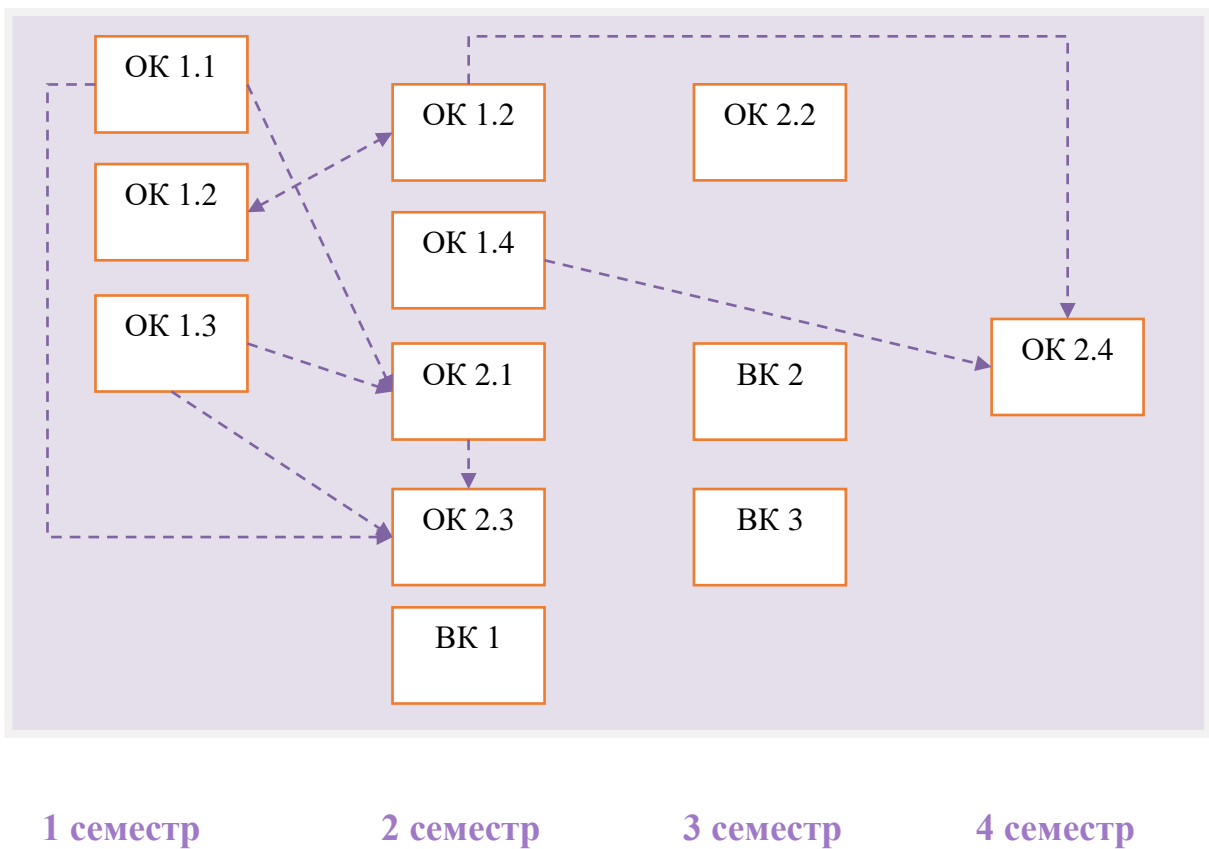 ОК 1.1
ОК 1.2
ОК 1.3
ОК 1.2
ОК 1.4
ОК 2.1
ОК 2.3
ВК 1
ОК 2.2
ВК 2
ВК 3
ОК 2.4
1 семестр
2 семестр
3 семестр
4 семестр